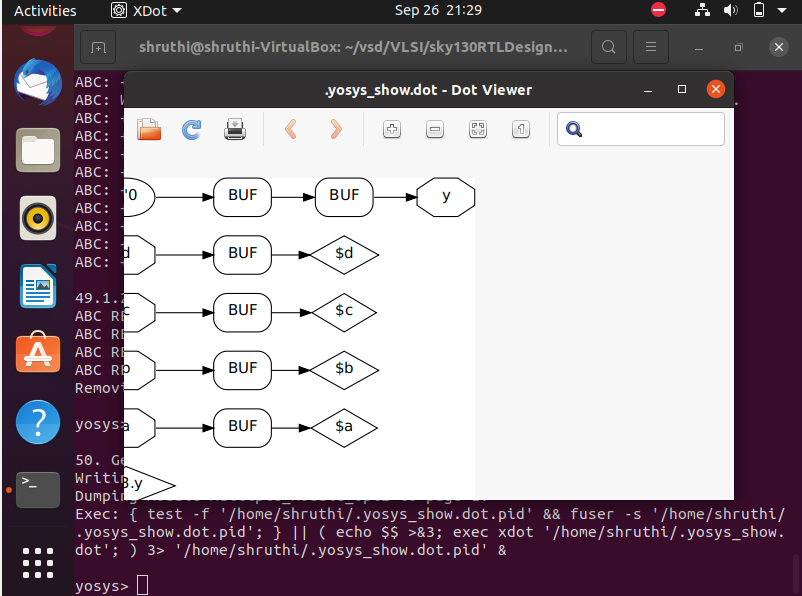 Activities XDot Sep 26 21:29
shruthi@shruthi-VirtualBox: ~/vsd/VLSI/sky130RTLDesign...
.yosys_show.dot - Dot Viewer
ABC:
ABC:
ABC:
ABC:
ABC:
ABC:
ABC:
ABC:
ABC:
ABC:
ABC:
'0 BUF BUF y
d BUF $d
c BUF $c
b BUF $b
a BUF $a
3.y
49.1.2
ABC RE
ABC RE
ABC RE
ABC RE
Removi
yosys>
50. Ge
Writin
Dumping
Exec: { test -f '/home/shruthi/.yosys_show.dot.pid' && fuser -s '/home/shruthi/
.yosys_show.dot.pid'; } || ( echo $$ >&3; exec xdot '/home/shruthi/.yosys_show.
dot'; ) 3> '/home/shruthi/.yosys_show.dot.pid' &
yosys>